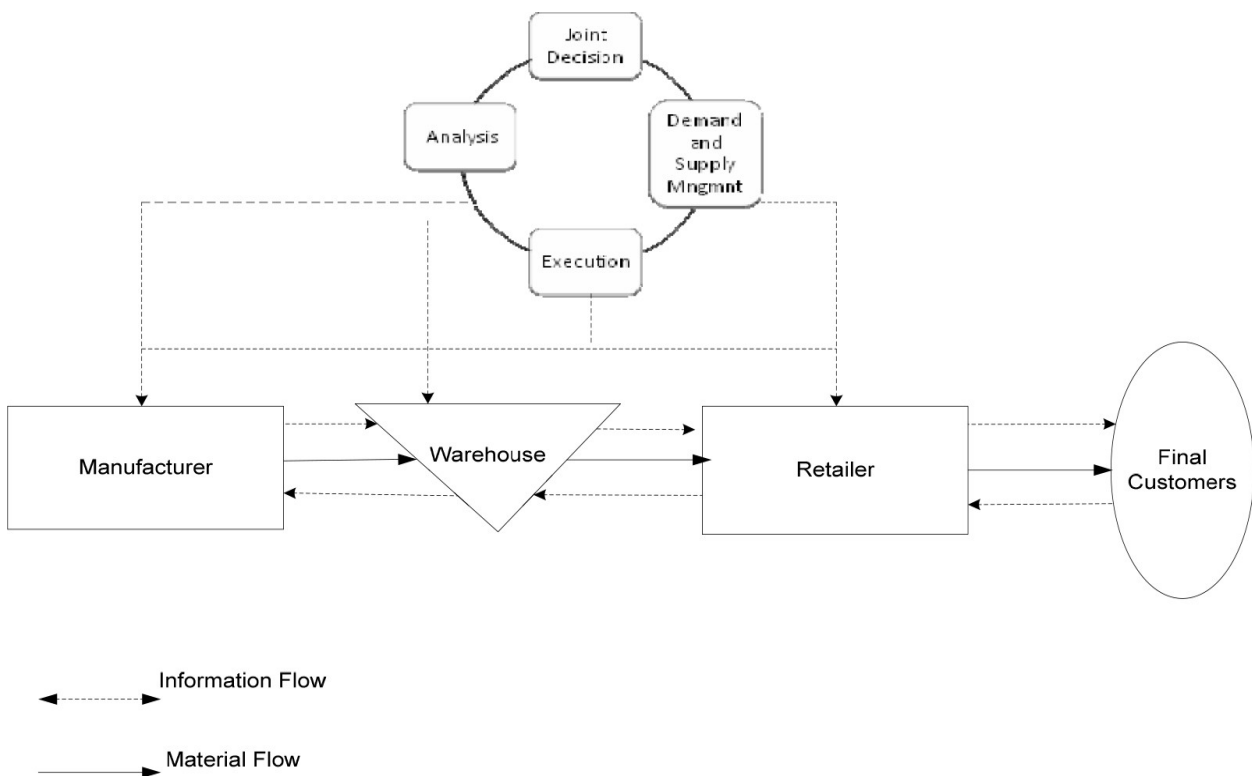 Joint
Decision
Analysis
Demand
and
Supply
Mngmnt
Execution
Manufacturer
Warehouse
Retailer
Final
Customers
Information Flow
Material Flow